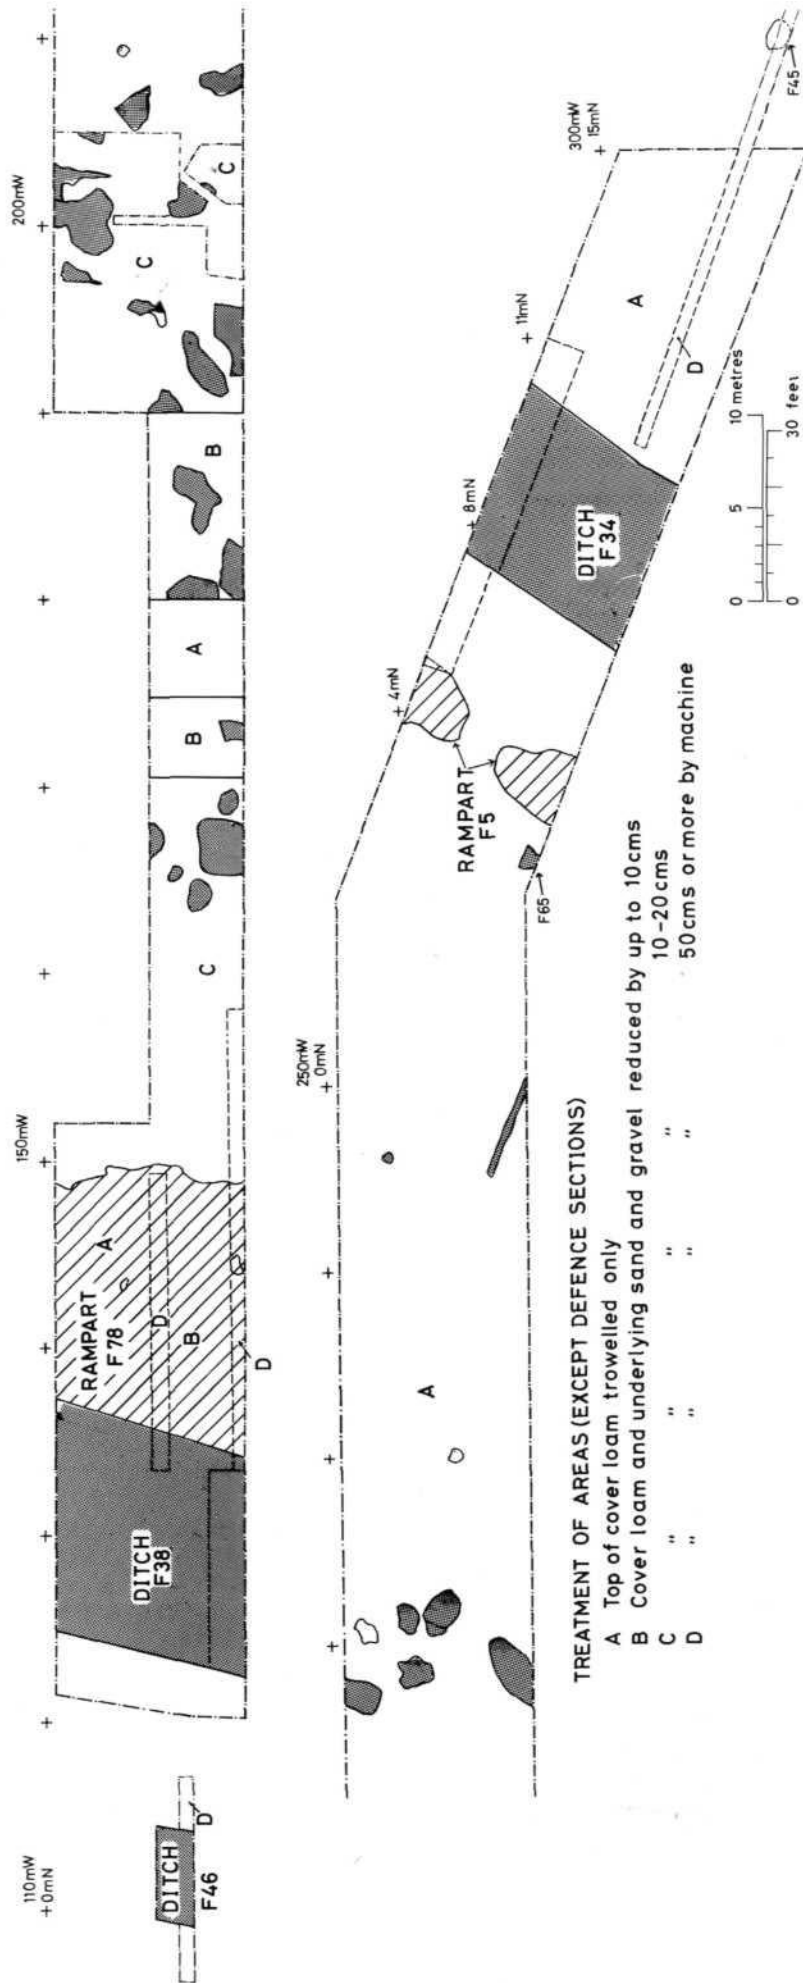 110mW
+0mN
150mW
200mW
DITCH
F46
D
DITCH
F38
RAMPART
F78
A
D
B
D
C
B
A
B
C
C
A
250mW
0mN
F65
RAMPART
F5
4mN
8mN
DITCH
F34
11mN
A
D
300mW
15mN
F45
TREATMENT OF AREAS (EXCEPT DEFENCE SECTIONS)
A Top of cover loam trowelled only
B Cover loam and underlying sand and gravel reduced by up to 10cms
C " " " " 10-20cms
D " " " " 50cms or more by machine
0 5 10 metres
0 30 feet